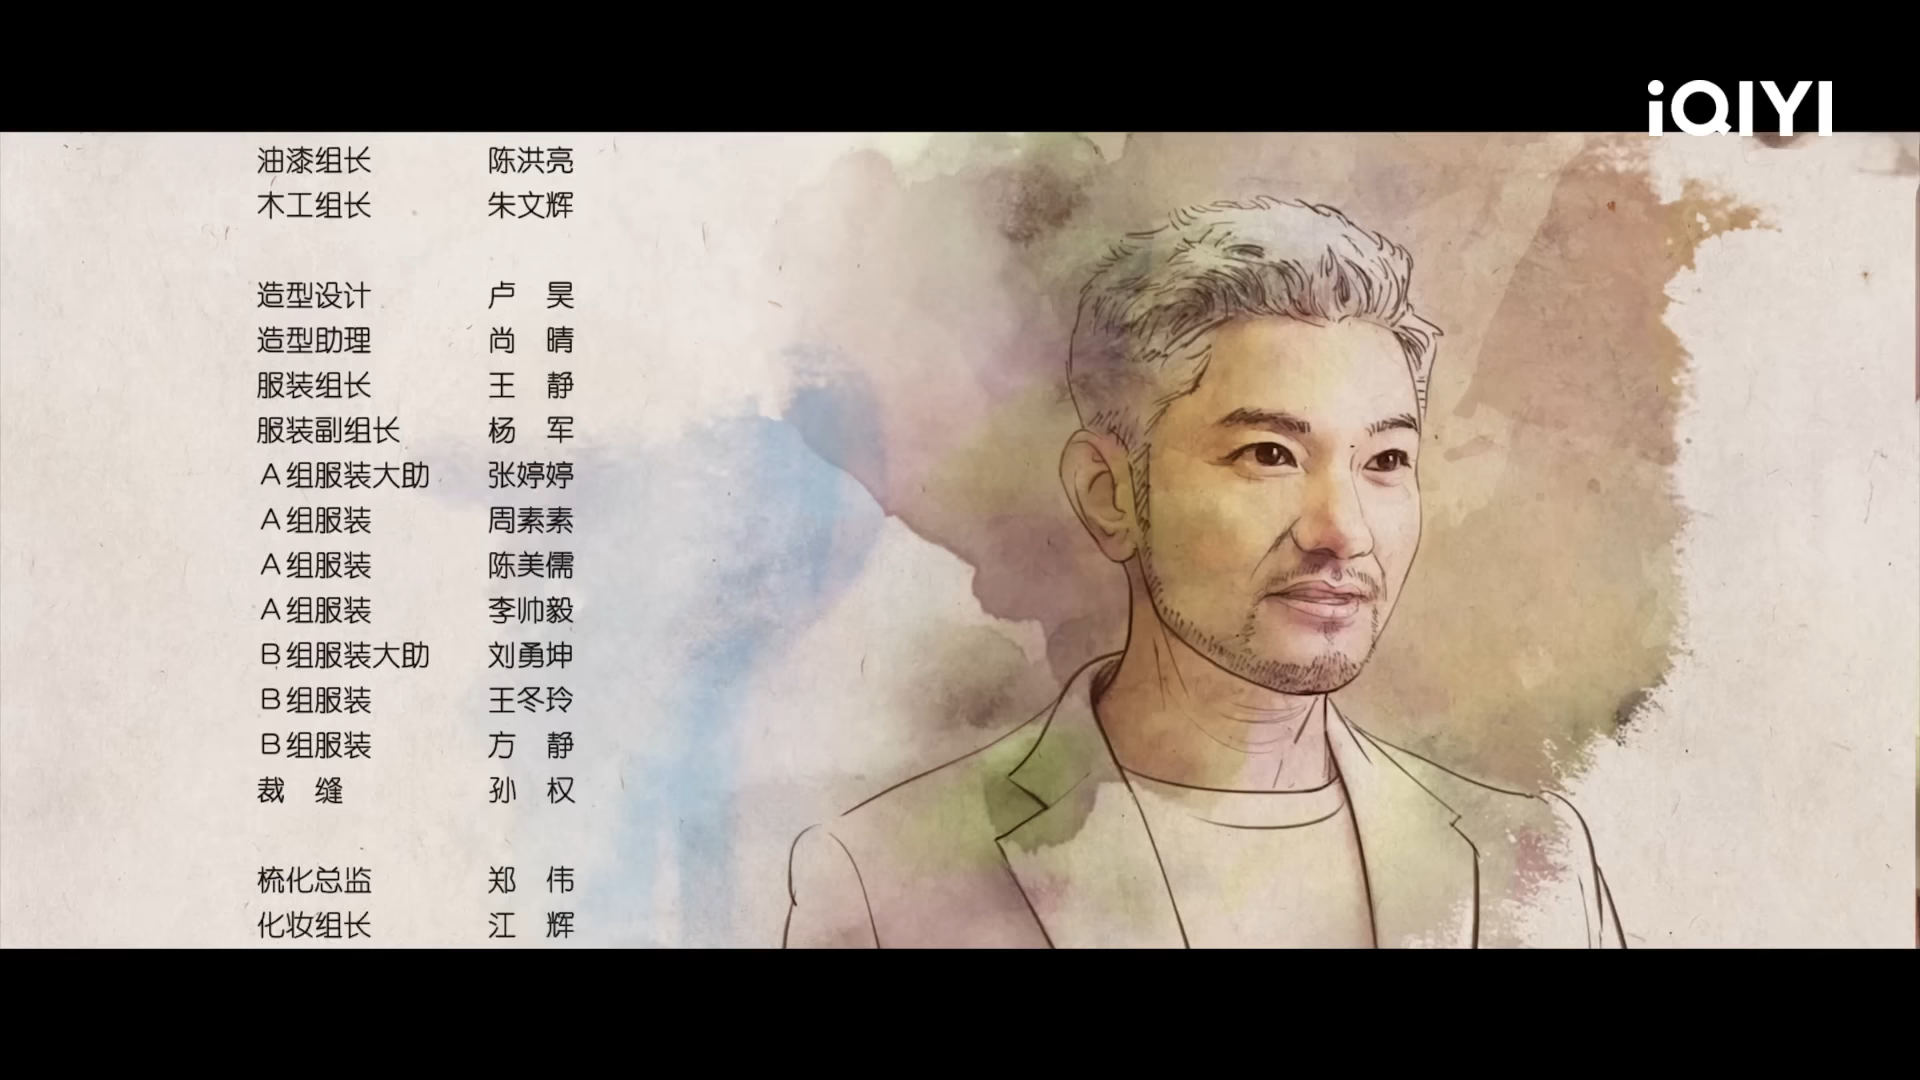 iQIYI
油漆组长 陈洪亮
木工组长 朱文辉
造型设计 卢 昊
造型助理 尚 晴
服装组长 王 静
服装副组长 杨 军
A组服装大助 张婷婷
A组服装 周素素
A组服装 陈美儒
A组服装 李帅毅
B组服装大助 刘勇坤
B组服装 王冬玲
B组服装 方 静
裁 缝 孙 权
梳化总监 郑 伟
化妆组长 江 辉